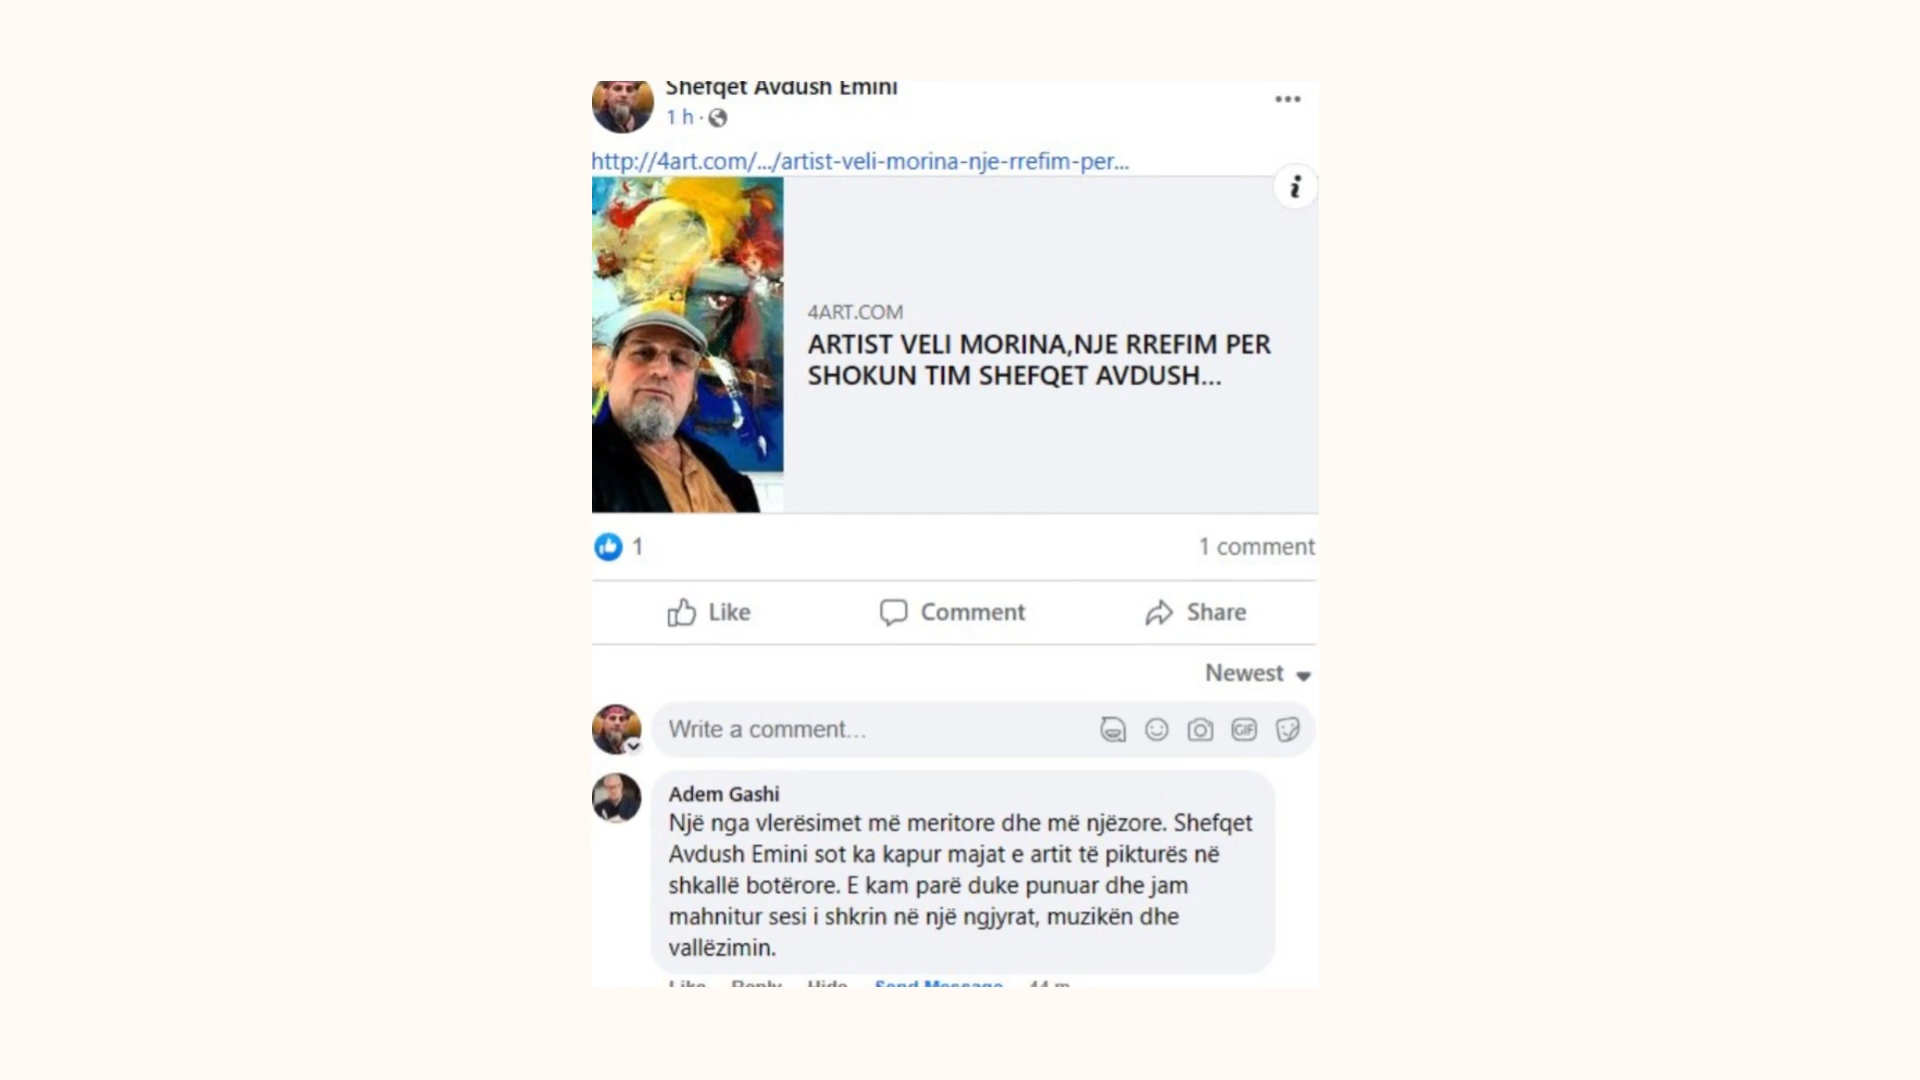 Shefqet Avdush Emini
1 h ·
http://4art.com/.../artist-veli-morina-nje-rrefim-per...
4ART.COM
ARTIST VELI MORINA,NJE RREFIM PER
SHOKUN TIM SHEFQET AVDUSH...
1
1 comment
Like
Comment
Share
Newest
Write a comment...
GIF
Adem Gashi
Një nga vlerësimet më meritore dhe më njëzore. Shefqet
Avdush Emini sot ka kapur majat e artit të pikturës në
shkallë botërore. E kam parë duke punuar dhe jam
mahnitur sesi i shkrin në një ngjyrat, muzikën dhe
vallëzimin.
Like Reply Hide Send Message 44 m